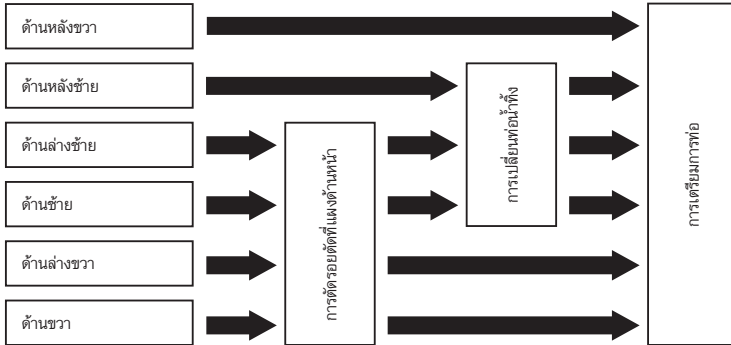 ด้านหลังขวา
ด้านหลังซ้าย
ด้านล่างซ้าย
ด้านซ้าย
ด้านล่างขวา
ด้านขวา
การตัดรอยตัดที่แผงด้านหน้า
การเปลี่ยนท่อน้ำทิ้ง
การเตรียมการท่อ